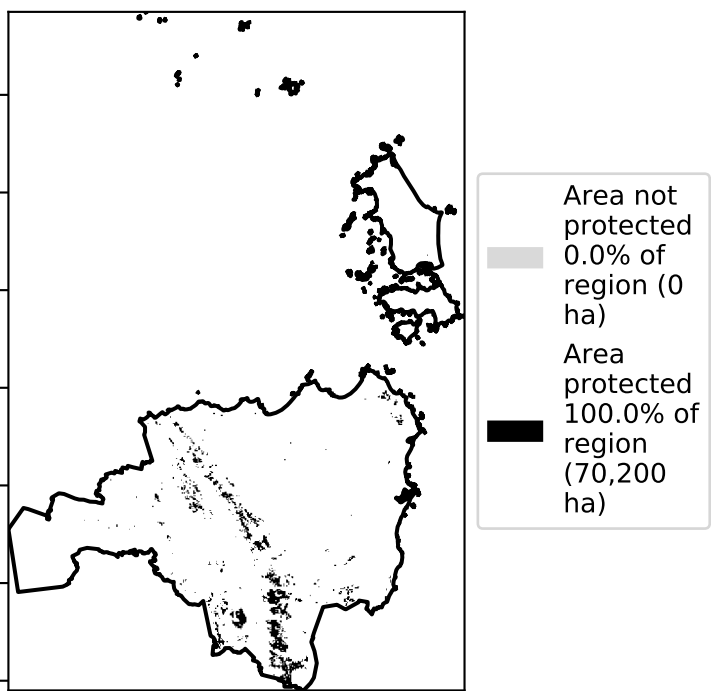 Area not
protected
0.0% of
region (0
ha)
Area
protected
100.0% of
region
(70,200
ha)